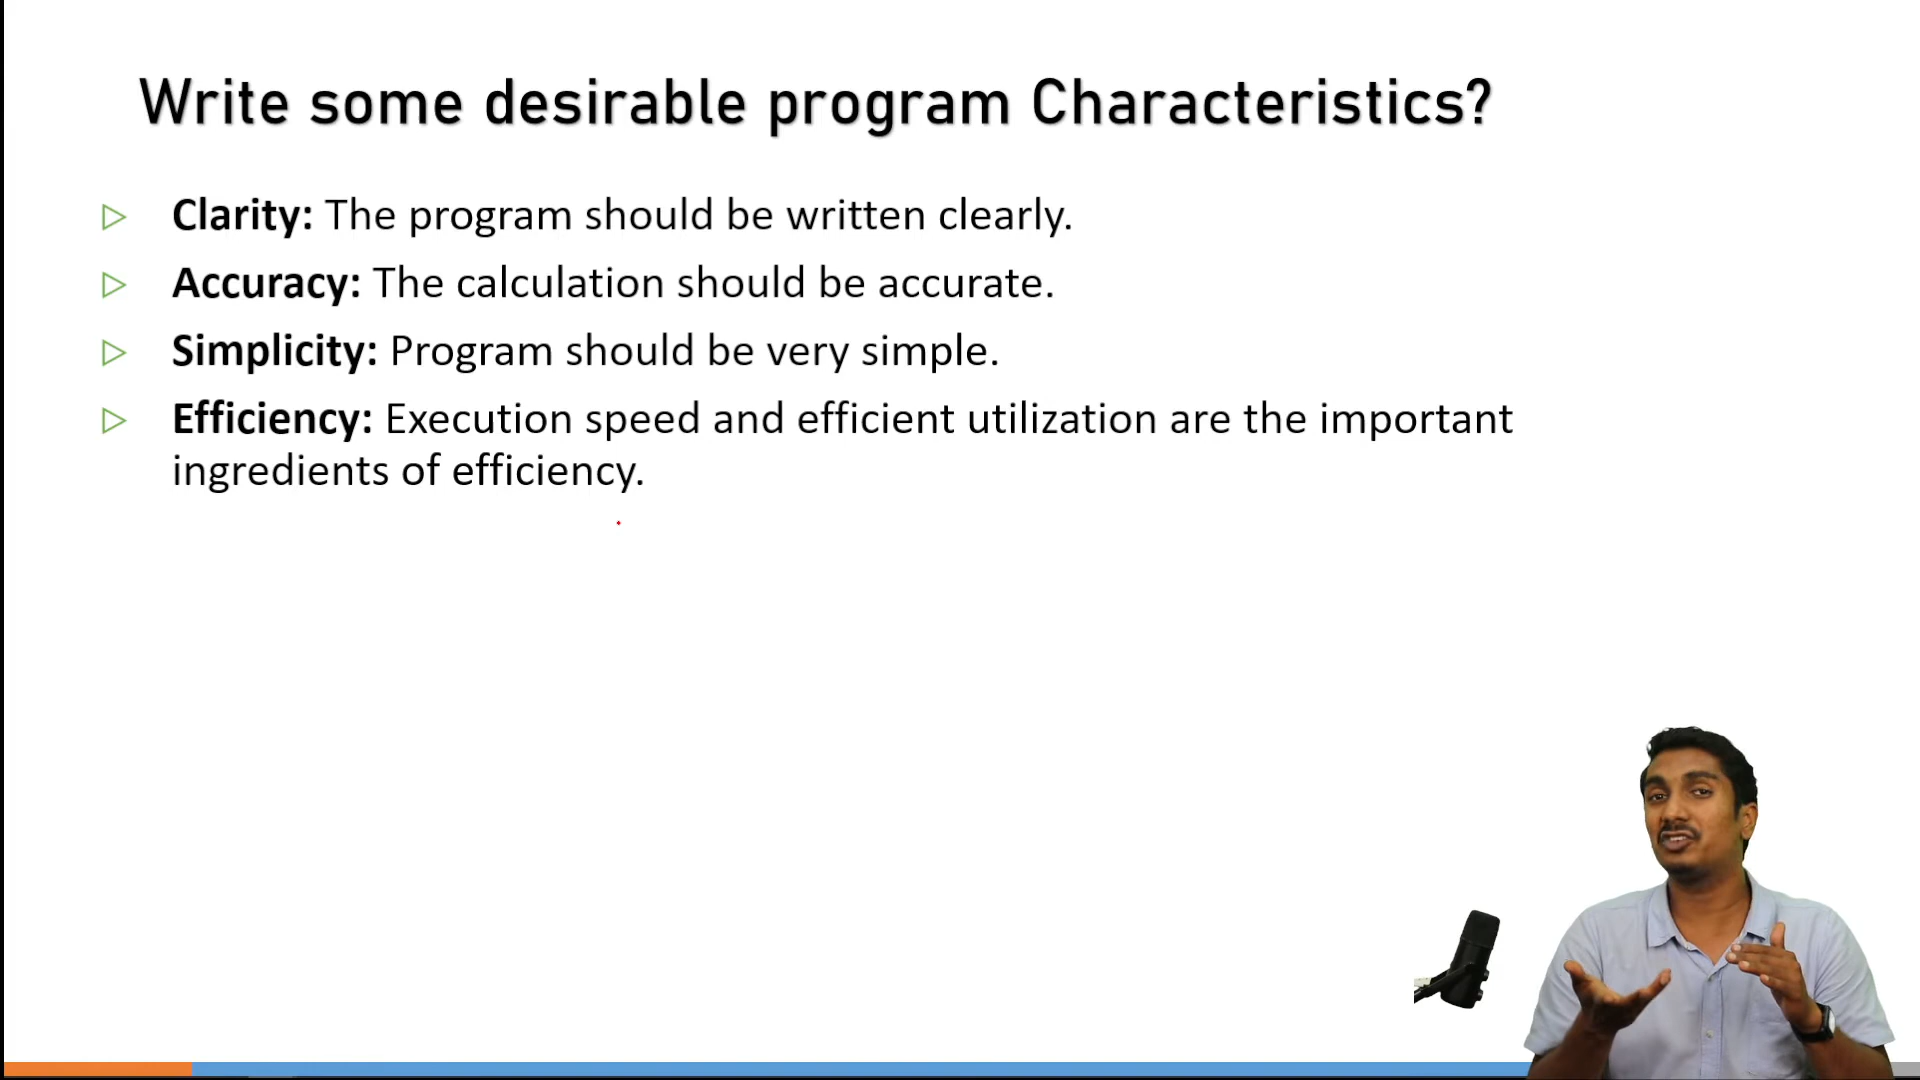 Write some desirable program Characteristics?
Clarity: The program should be written clearly.
Accuracy: The calculation should be accurate.
Simplicity: Program should be very simple.
Efficiency: Execution speed and efficient utilization are the important
ingredients of efficiency.